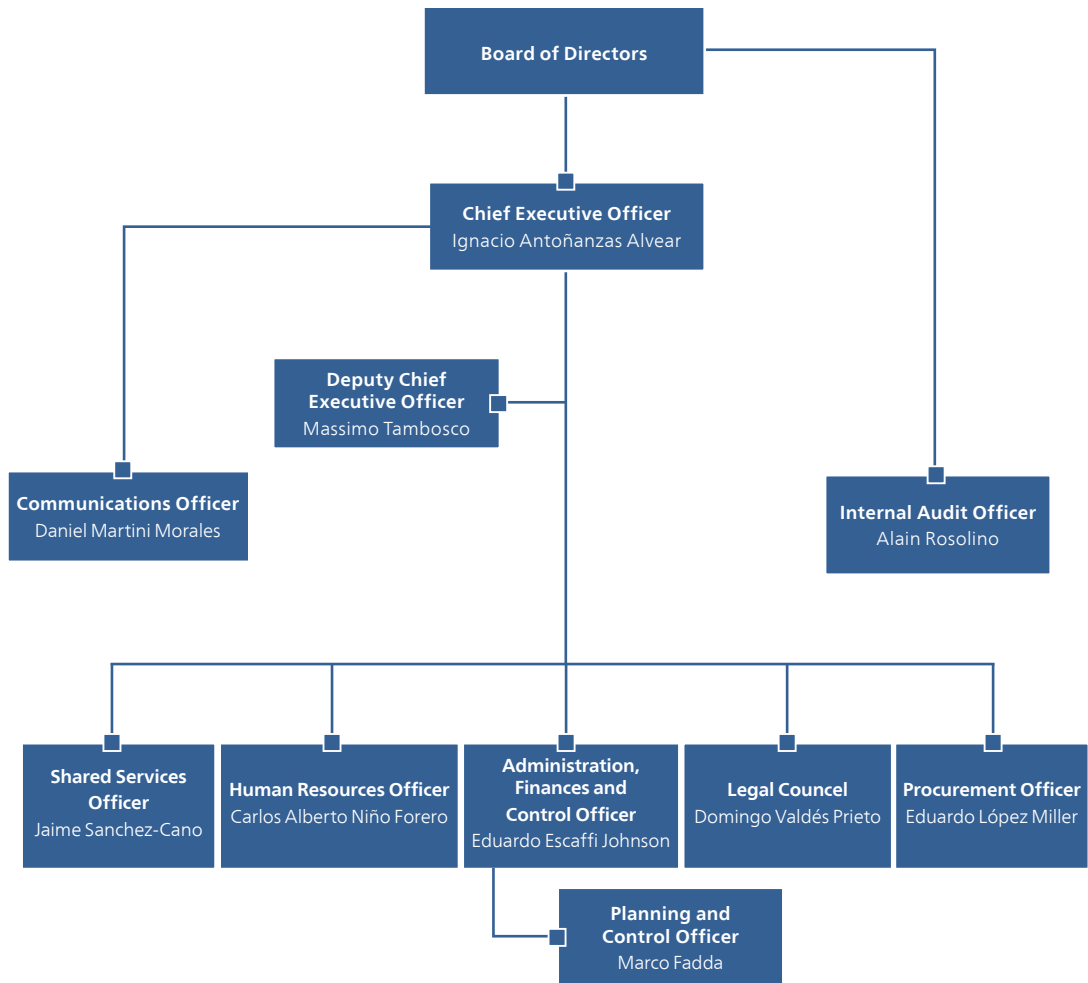 Board of Directors
Chief Executive Officer
Ignacio Antoñanzas Alvear
Deputy Chief
Executive Officer
Massimo Tambosco
Communications Officer
Daniel Martini Morales
Internal Audit Officer
Alain Rosolino
Shared Services
Officer
Jaime Sanchez-Cano
Human Resources Officer
Carlos Alberto Niño Forero
Administration,
Finances and
Control Officer
Eduardo Escaffi Johnson
Legal Councel
Domingo Valdés Prieto
Procurement Officer
Eduardo López Miller
Planning and
Control Officer
Marco Fadda